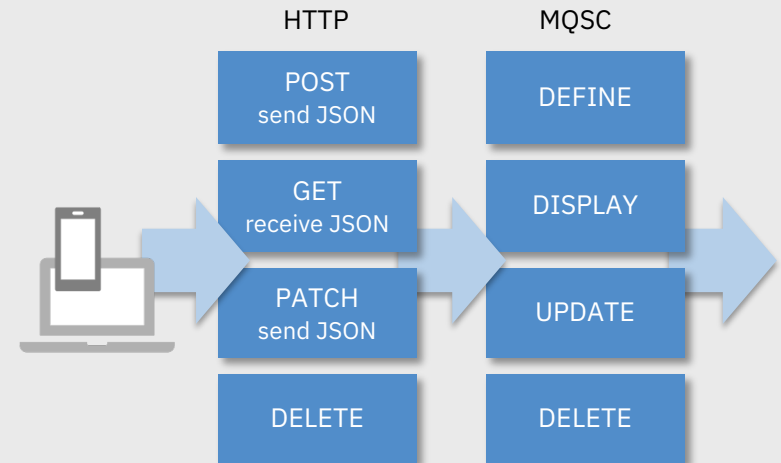 HTTP
MQSC
POST
send JSON
DEFINE
GET
receive JSON
DISPLAY
PATCH
send JSON
UPDATE
DELETE
DELETE